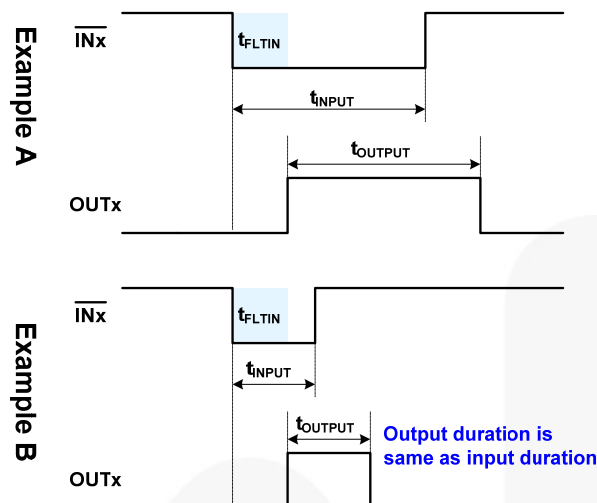 Example A
INx
tFLTIN
tINPUT
tOUTPUT
OUTx
Example B
INx
tFLTIN
tINPUT
tOUTPUT
Output duration is
same as input duration
OUTx